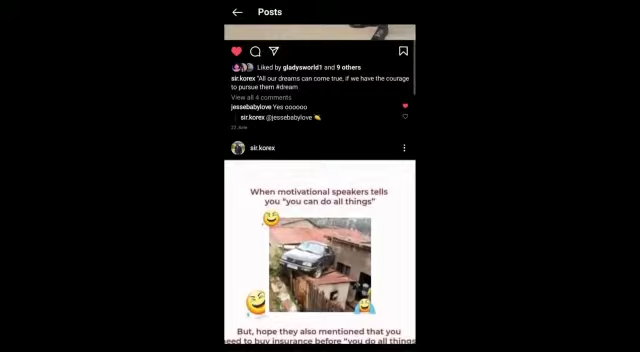 Posts
Liked by gladysworld1 and 9 others
sir.korex "All our dreams can come true, if we have the courage
to pursue them #dream
View all 4 comments
jessebabylove Yes oooooo
sir.korex @jessebabylove
22 June
sir.korex
When motivational speakers tells
you "you can do all things"
But, hope they also mentioned that you
need to buy insurance before "you do all things